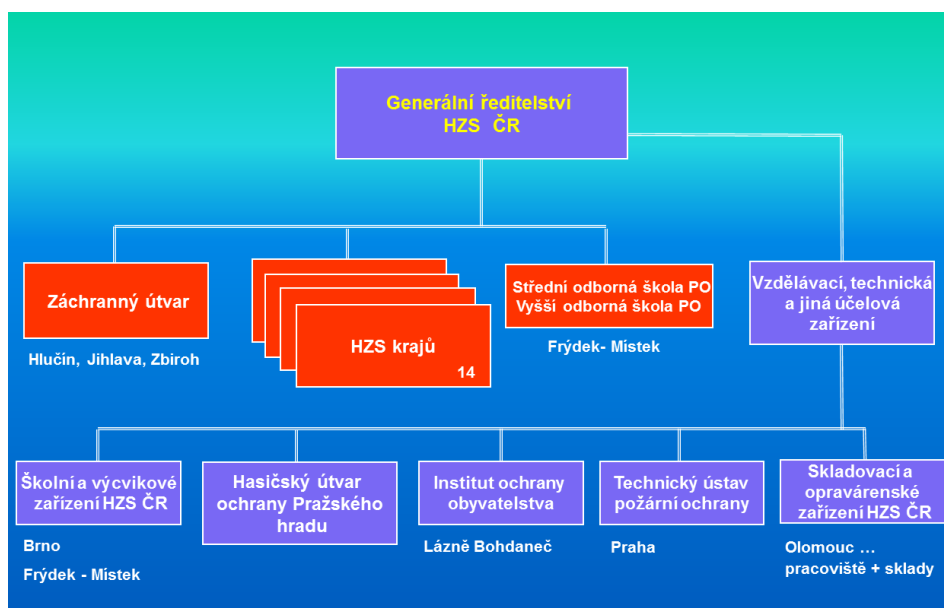 Generální ředitelství
HZS ČR
Záchranný útvar
Hlučín, Jihlava, Zbiroh
HZS krajů
14
Střední odborná škola PO
Vyšší odborná škola PO
Frýdek- Místek
Vzdělávací, technická
a jiná účelová
zařízení
Školní a výcvikové
zařízení HZS ČR
Brno
Frýdek - Místek
Hasičský útvar
ochrany Pražského
hradu
Institut ochrany
obyvatelstva
Lázně Bohdaneč
Technický ústav
požární ochrany
Praha
Skladovací a
opravárenské
zařízení HZS ČR
Olomouc ...
pracoviště + sklady